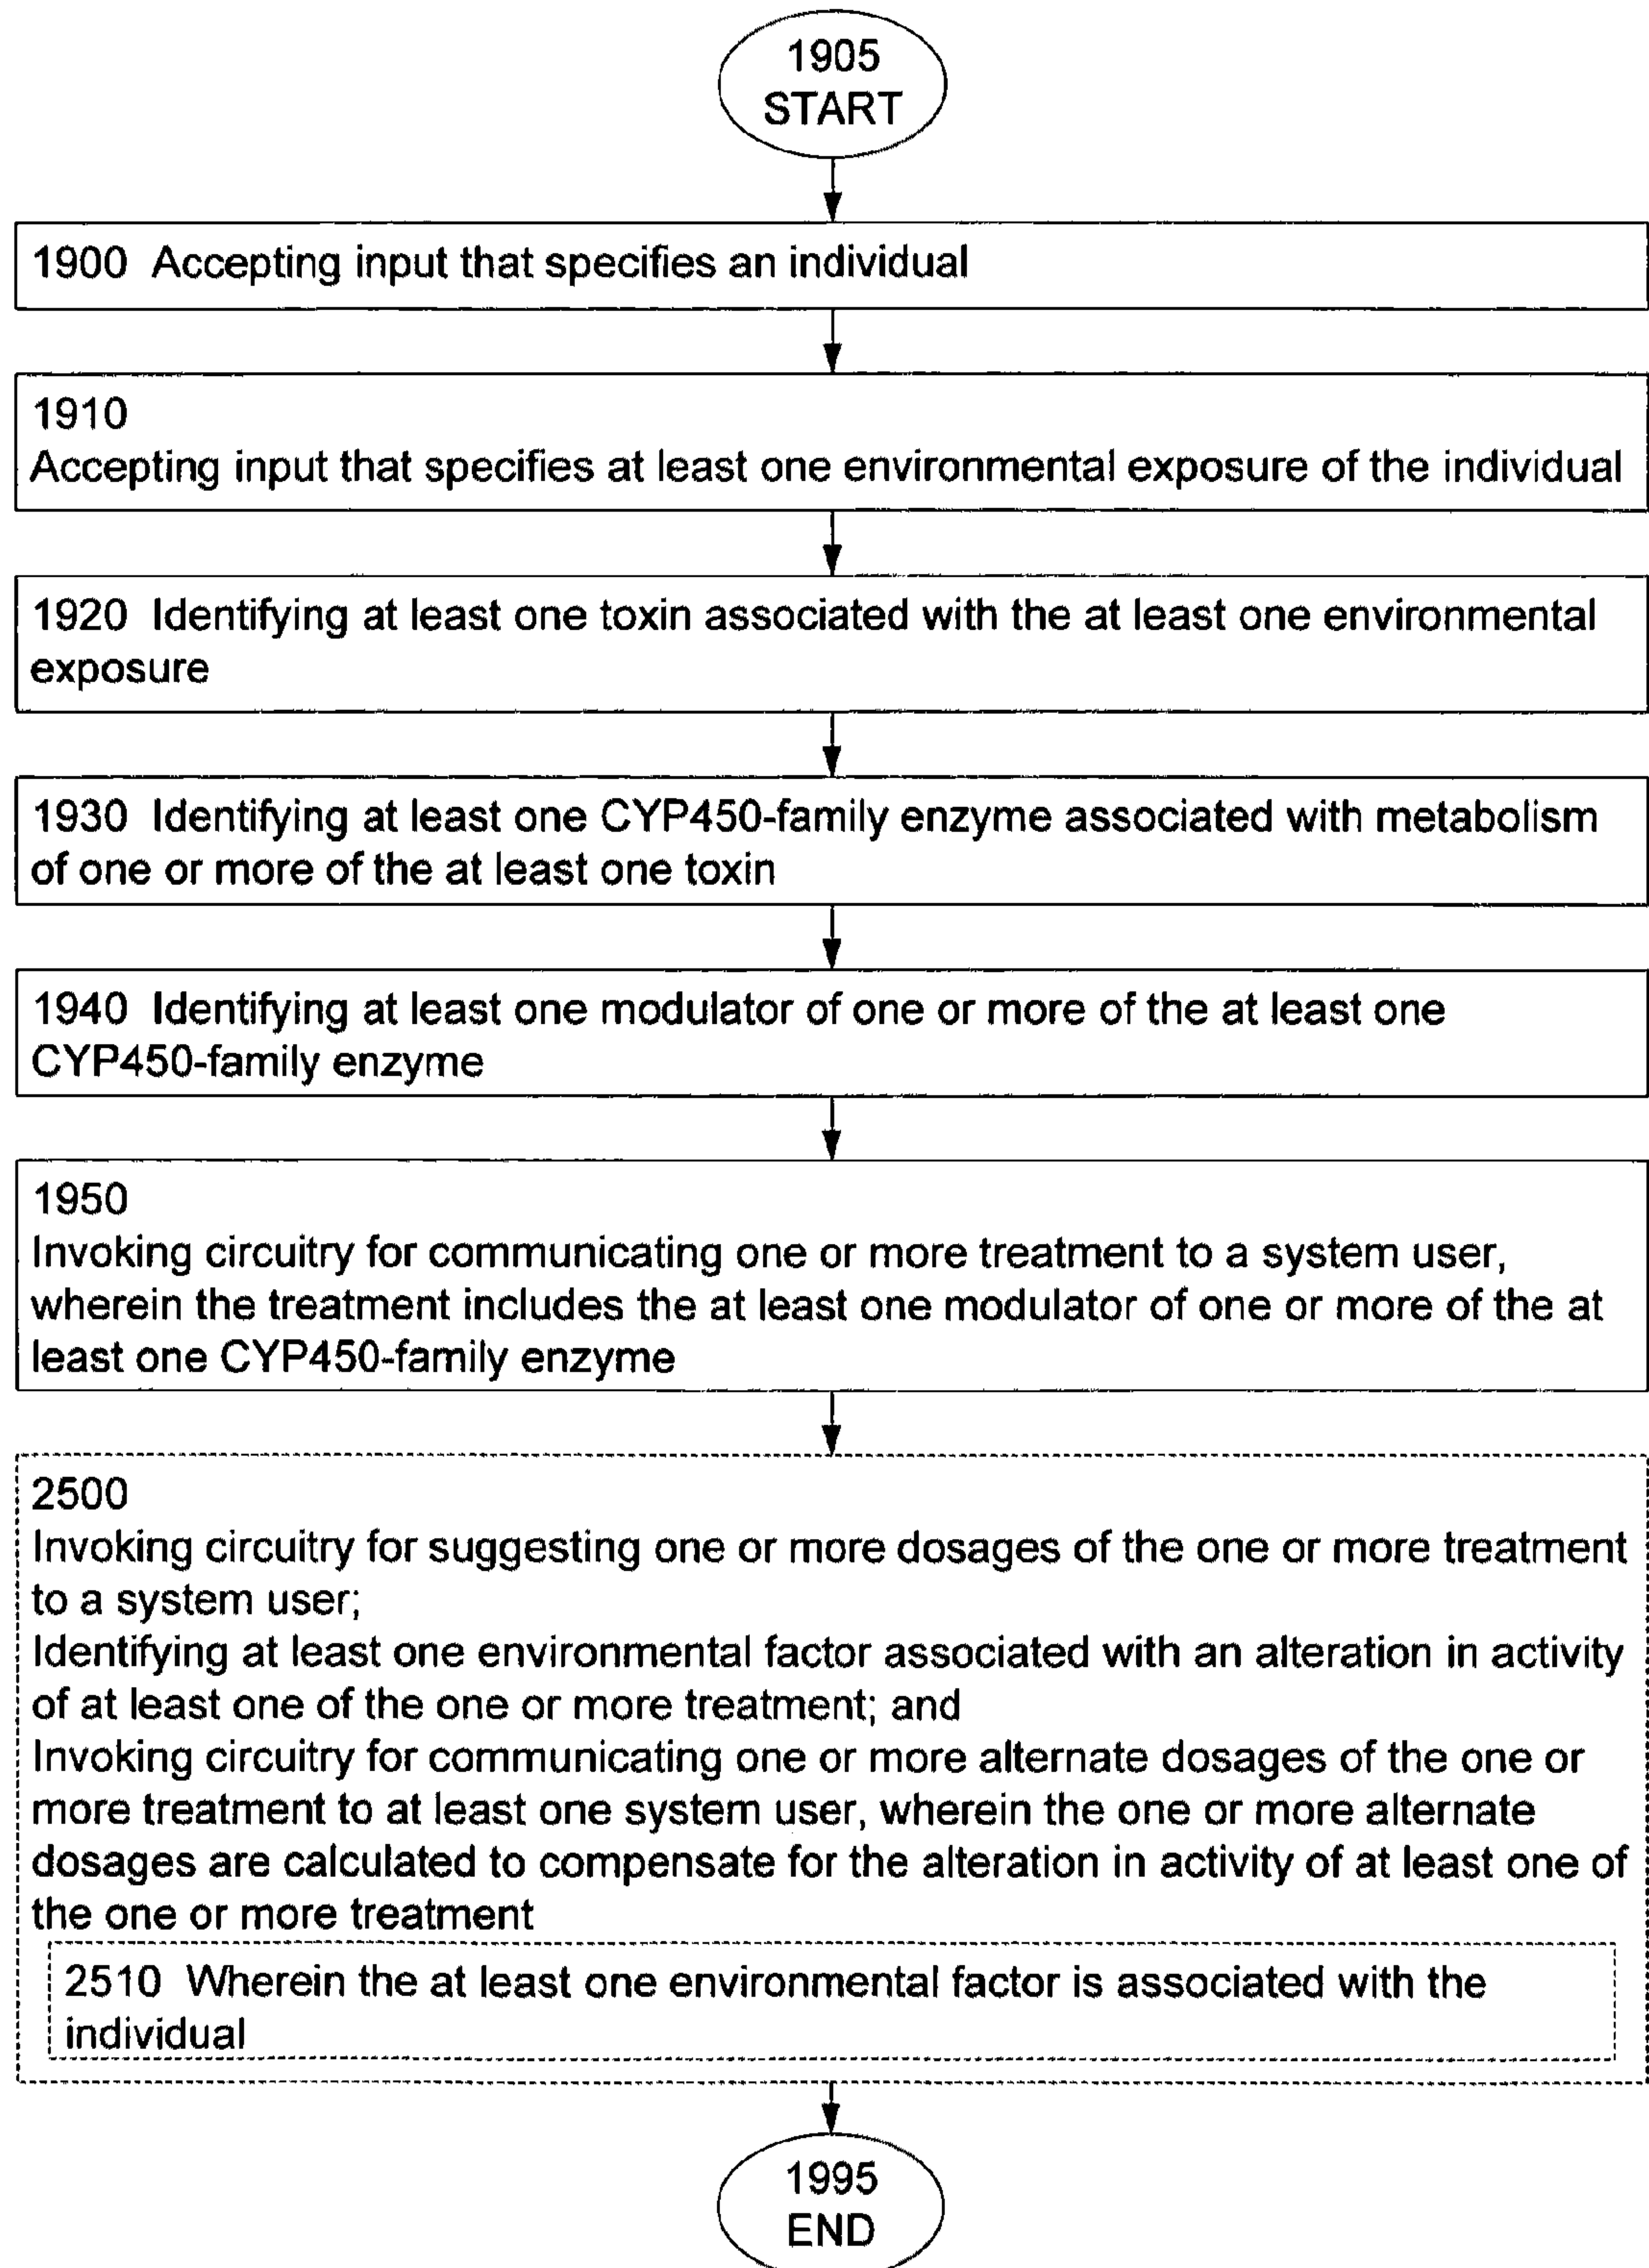 1905
START
1900 Accepting input that specifies an individual
1910
Accepting input that specifies at least one environmental exposure of the individual
1920 Identifying at least one toxin associated with the at least one environmental
exposure
1930 Identifying at least one CYP450-family enzyme associated with metabolism
of one or more of the at least one toxin
1940 Identifying at least one modulator of one or more of the at least one
CYP450-family enzyme
1950
Invoking circuitry for communicating one or more treatment to a system user,
wherein the treatment includes the at least one modulator of one or more of the at
least one CYP450-family enzyme
2500
Invoking circuitry for suggesting one or more dosages of the one or more treatment
to a system user;
Identifying at least one environmental factor associated with an alteration in activity
of at least one of the one or more treatment; and
Invoking circuitry for communicating one or more alternate dosages of the one or
more treatment to at least one system user, wherein the one or more alternate
dosages are calculated to compensate for the alteration in activity of at least one of
the one or more treatment
2510 Wherein the at least one environmental factor is associated with the
individual
1995
END